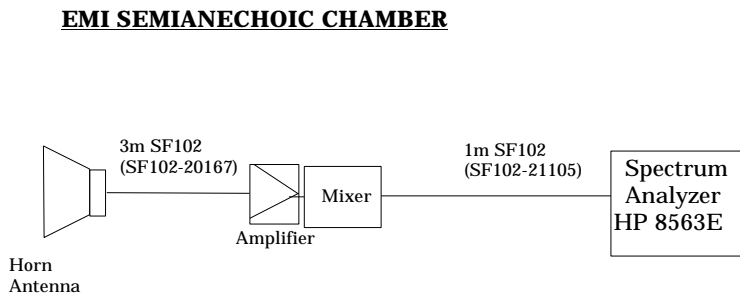 EMI SEMIANECHOIC CHAMBER
3m SF102
(SF102-20167)
1m SF102
(SF102-21105)
Spectrum
Analyzer
HP 8563E
Mixer
Amplifier
Horn
Antenna